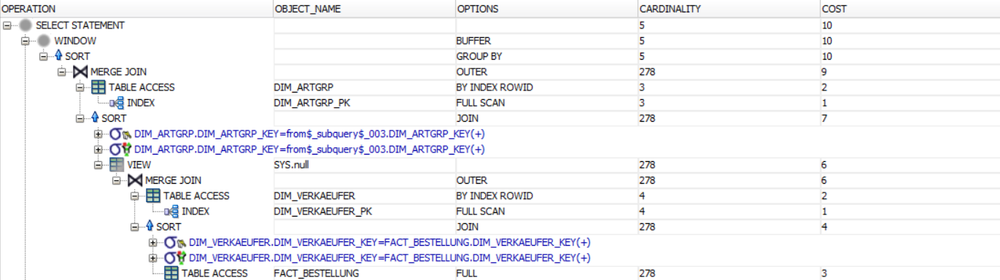 OPERATION OBJECT_NAME OPTIONS CARDINALITY COST
SELECT STATEMENT 5 10
WINDOW BUFFER 5 10
SORT GROUP BY 5 10
MERGE JOIN OUTER 278 9
TABLE ACCESS DIM_ARTGRP BY INDEX ROWID 3 2
INDEX DIM_ARTGRP_PK FULL SCAN 3 1
SORT JOIN 278 7
DIM_ARTGRP.DIM_ARTGRP_KEY=from$_subquery$_003.DIM_ARTGRP_KEY(+)
DIM_ARTGRP.DIM_ARTGRP_KEY=from$_subquery$_003.DIM_ARTGRP_KEY(+)
VIEW SYS.null 278 6
MERGE JOIN OUTER 278 6
TABLE ACCESS DIM_VERKAEUFER BY INDEX ROWID 4 2
INDEX DIM_VERKAEUFER_PK FULL SCAN 4 1
SORT JOIN 278 4
DIM_VERKAEUFER.DIM_VERKAEUFER_KEY=FACT_BESTELLUNG.DIM_VERKAEUFER_KEY(+)
DIM_VERKAEUFER.DIM_VERKAEUFER_KEY=FACT_BESTELLUNG.DIM_VERKAEUFER_KEY(+)
TABLE ACCESS FACT_BESTELLUNG FULL 278 3